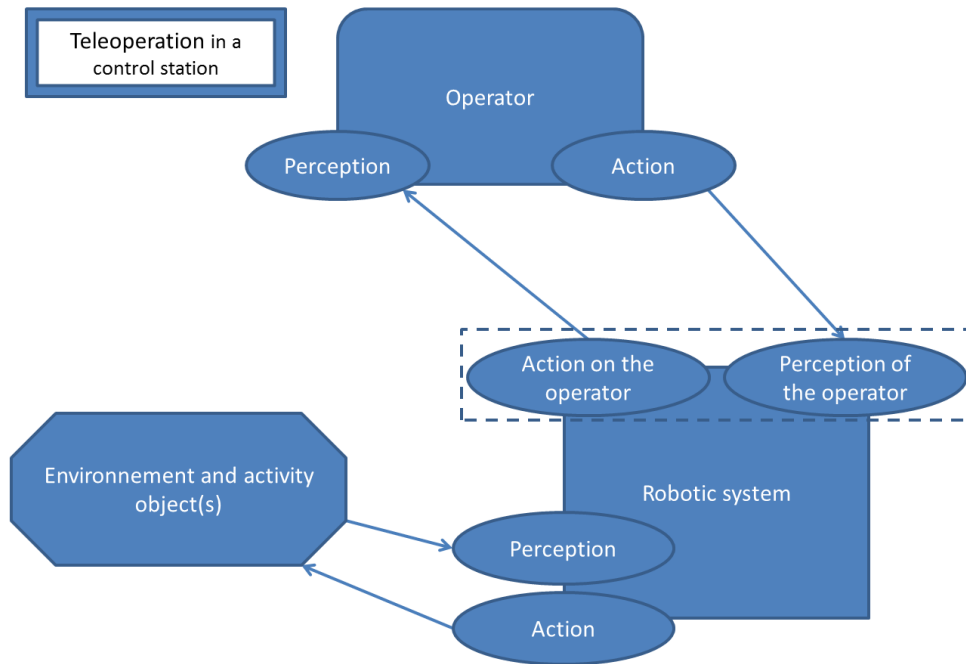 Teleoperation in a
control station
Operator
Perception
Action
Action on the
operator
Perception of
the operator
Environnement and activity
object(s)
Robotic system
Perception
Action